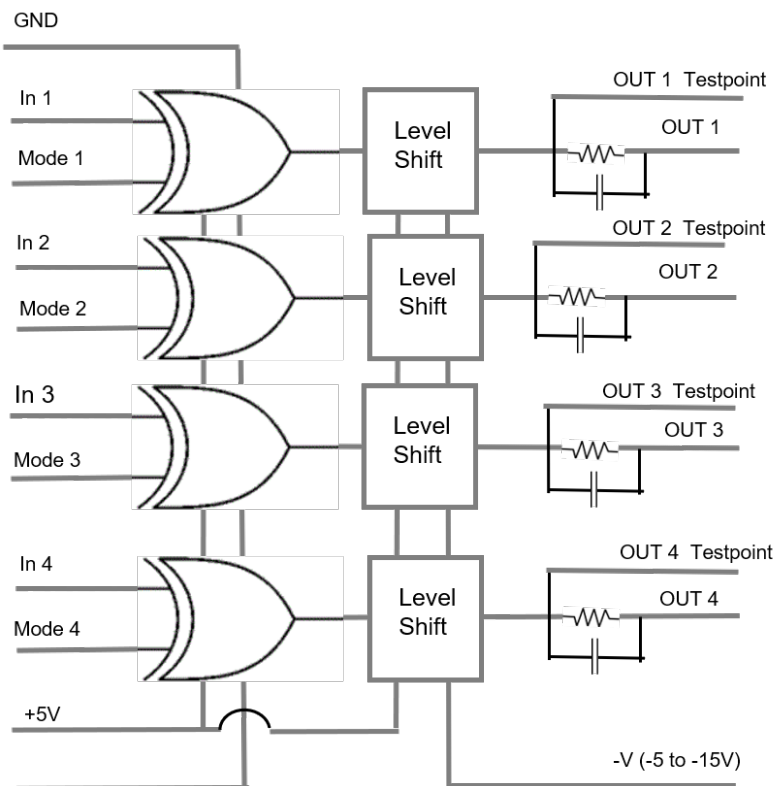 GND
OUT 1 Testpoint
In 1
OUT 1
Level
Shift
Mode 1
In 2
OUT 2 Testpoint
OUT 2
Level
Shift
Mode 2
In 3
OUT 3 Testpoint
OUT 3
Level
Shift
Mode 3
In 4
OUT 4 Testpoint
OUT 4
Level
Shift
Mode 4
+5V
-V (-5 to -15V)